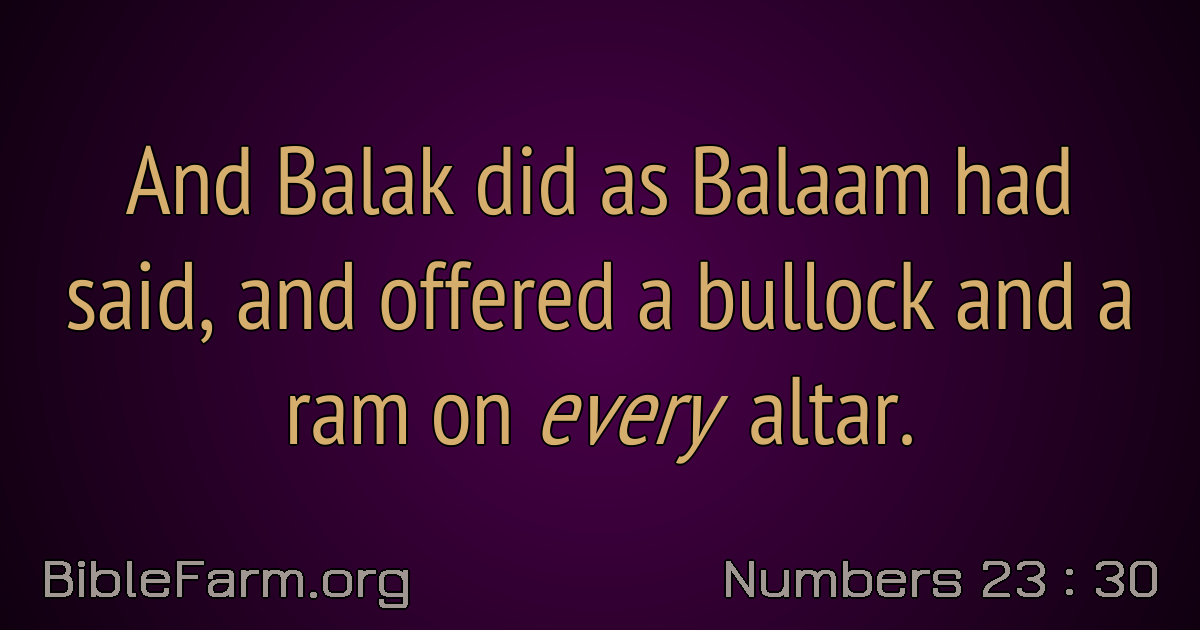 And Balak did as Balaam had
said, and offered a bullock and a
ram on every altar.
BibleFarm.org
Numbers 23 : 30